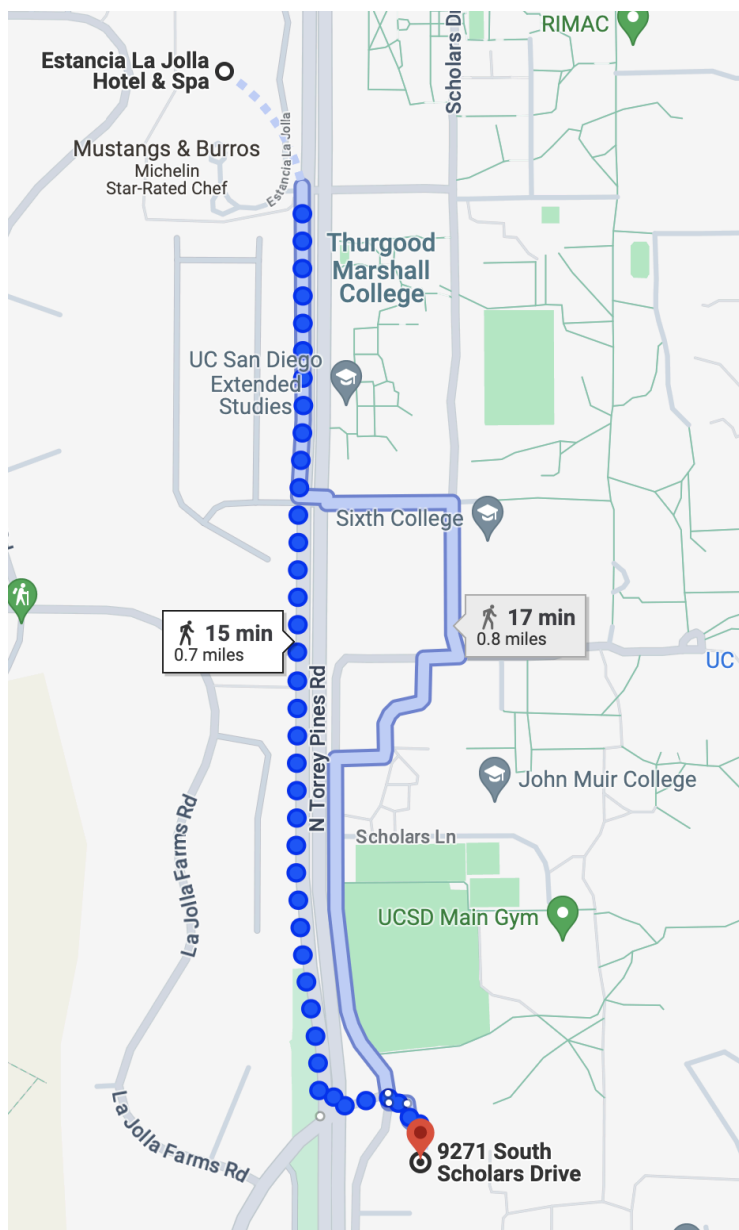 RIMAC
Estancia La Jolla
Hotel & Spa
Scholars Dr
Mustangs & Burros
Michelin
Star-Rated Chef
Estancia La Jolla
Thurgood
Marshall
College
UC San Diego
Extended
Studies
Sixth College
15 min
0.7 miles
17 min
0.8 miles
UC
N Torrey Pines Rd
John Muir College
La Jolla Farms Rd
Scholars Ln
UCSD Main Gym
La Jolla Farms Rd
9271 South
Scholars Drive